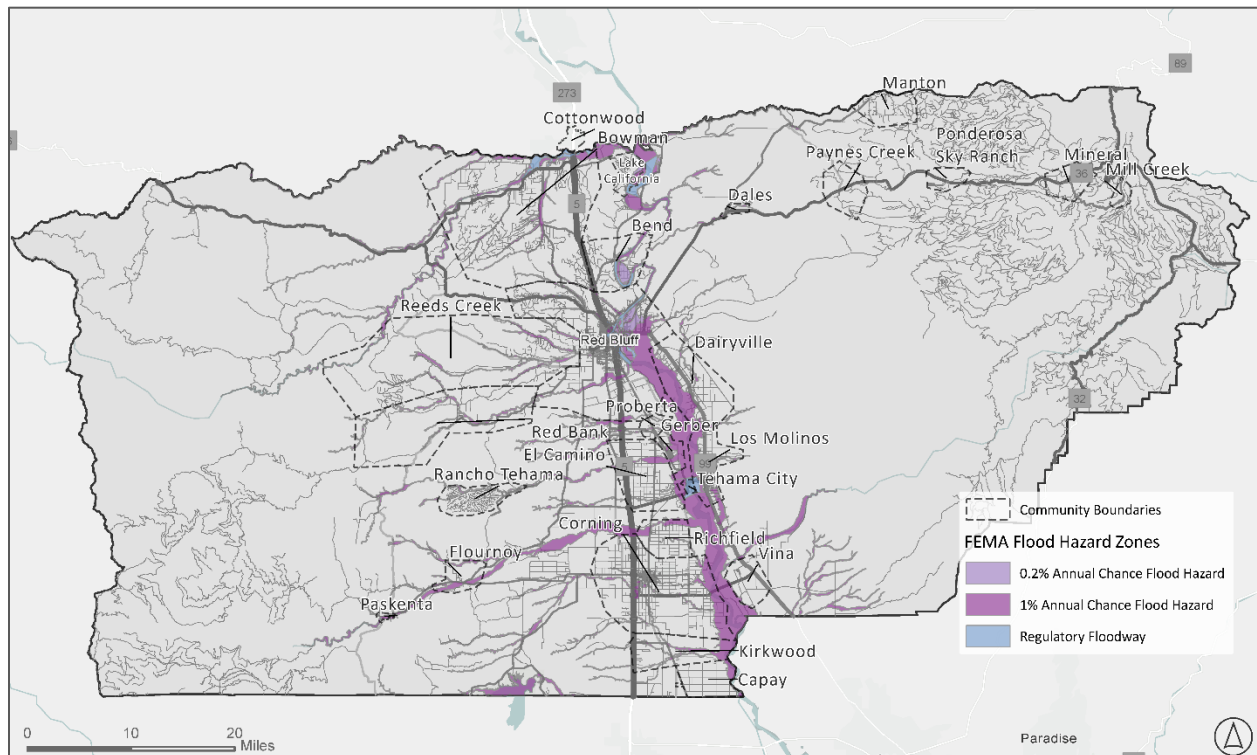 89
Manton
273
Cottonwood
Bowman
Ponderosa
Sky Ranch
Paynes Creek
Mineral
36
Mill Creek
Lake
California
Dales
5
Bend
Reeds Creek
Red Bluff
Dairyville
32
Proberta
Gerber
Red Bank
Los Molinos
El Camino
5
99
Tehama City
Rancho Tehama
Corning
Richfield
Vina
Flournoy
Paskenta
Kirkwood
Capay
Community Boundaries
FEMA Flood Hazard Zones
0.2% Annual Chance Flood Hazard
1% Annual Chance Flood Hazard
Regulatory Floodway
0 10 20
Miles
Paradise